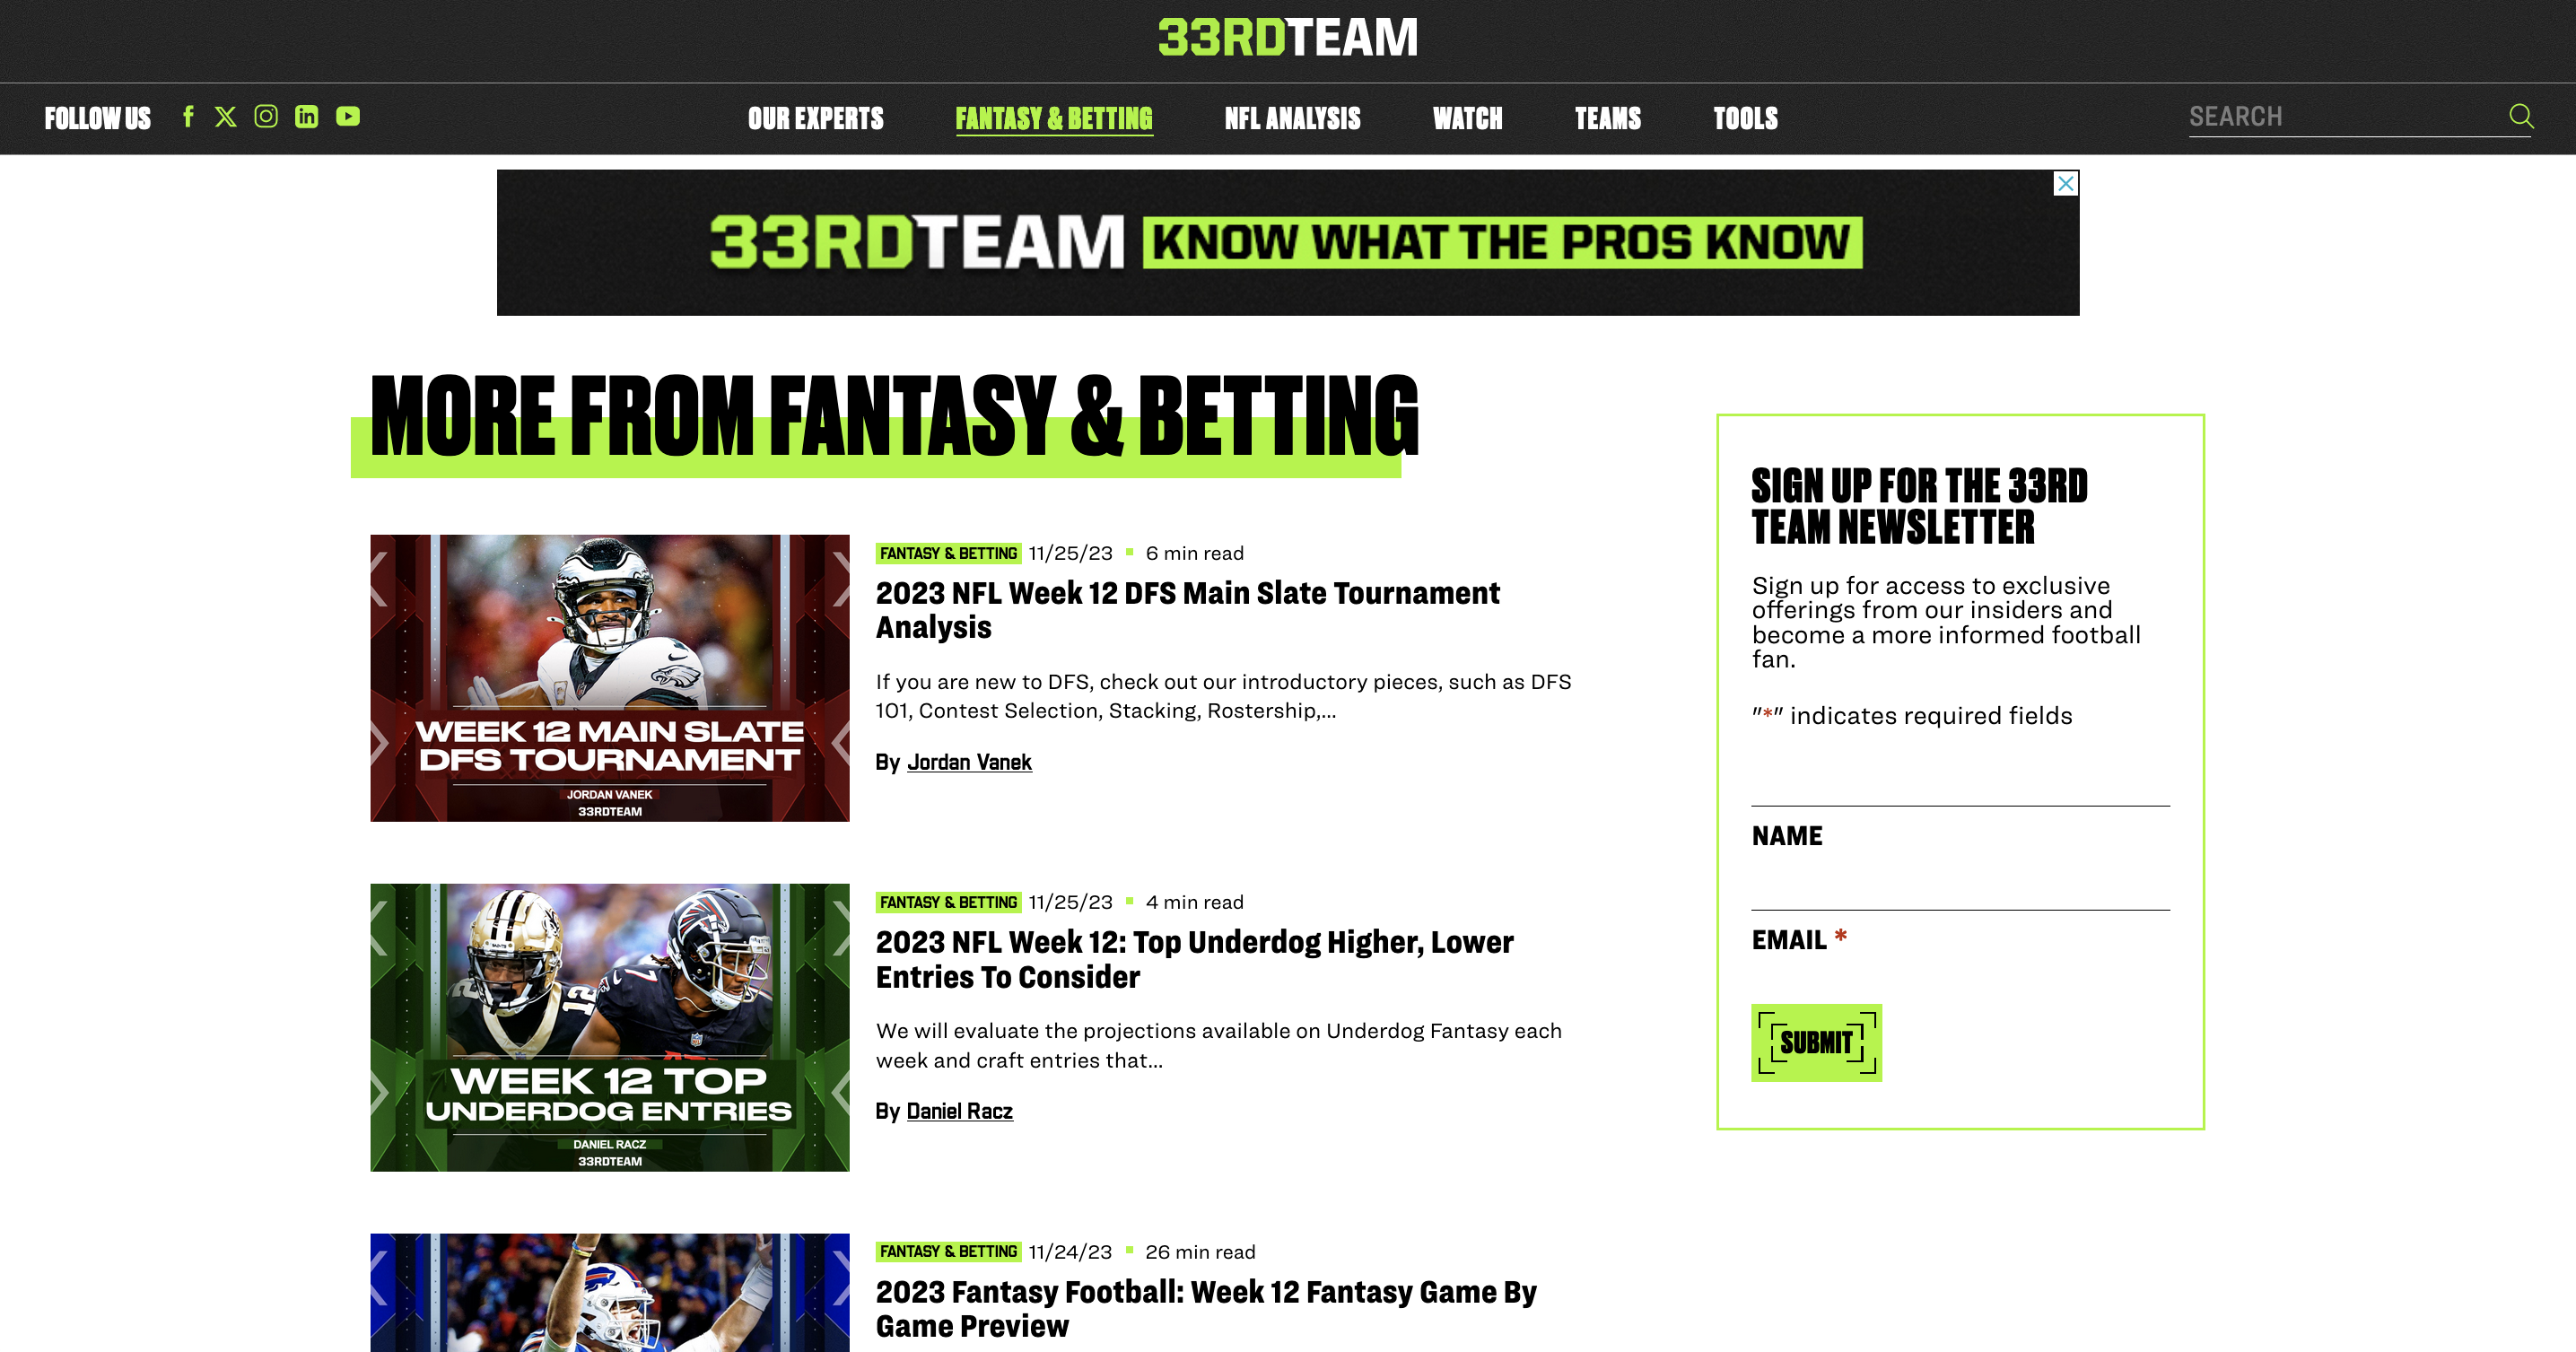 33RDTEAM
FOLLOW US
OUR EXPERTS
FANTASY & BETTING
NFL ANALYSIS
WATCH
TEAMS
TOOLS
SEARCH
33RDTEAM KNOW WHAT THE PROS KNOW
MORE FROM FANTASY & BETTING
WEEK 12 MAIN SLATE
DFS TOURNAMENT
JORDAN VANEK
33RDTEAM
FANTASY & BETTING 11/25/23 6 min read
2023 NFL Week 12 DFS Main Slate Tournament
Analysis
If you are new to DFS, check out our introductory pieces, such as DFS
101, Contest Selection, Stacking, Rostership,...
By Jordan Vanek
12
7
WEEK 12 TOP
UNDERDOG ENTRIES
DANIEL RACZ
33RDTEAM
FANTASY & BETTING 11/25/23 4 min read
2023 NFL Week 12: Top Underdog Higher, Lower
Entries To Consider
We will evaluate the projections available on Underdog Fantasy each
week and craft entries that...
By Daniel Racz
FANTASY & BETTING 11/24/23 26 min read
2023 Fantasy Football: Week 12 Fantasy Game By
Game Preview
SIGN UP FOR THE 33RD
TEAM NEWSLETTER
Sign up for access to exclusive
offerings from our insiders and
become a more informed football
fan.
"*" indicates required fields
NAME
EMAIL *
SUBMIT